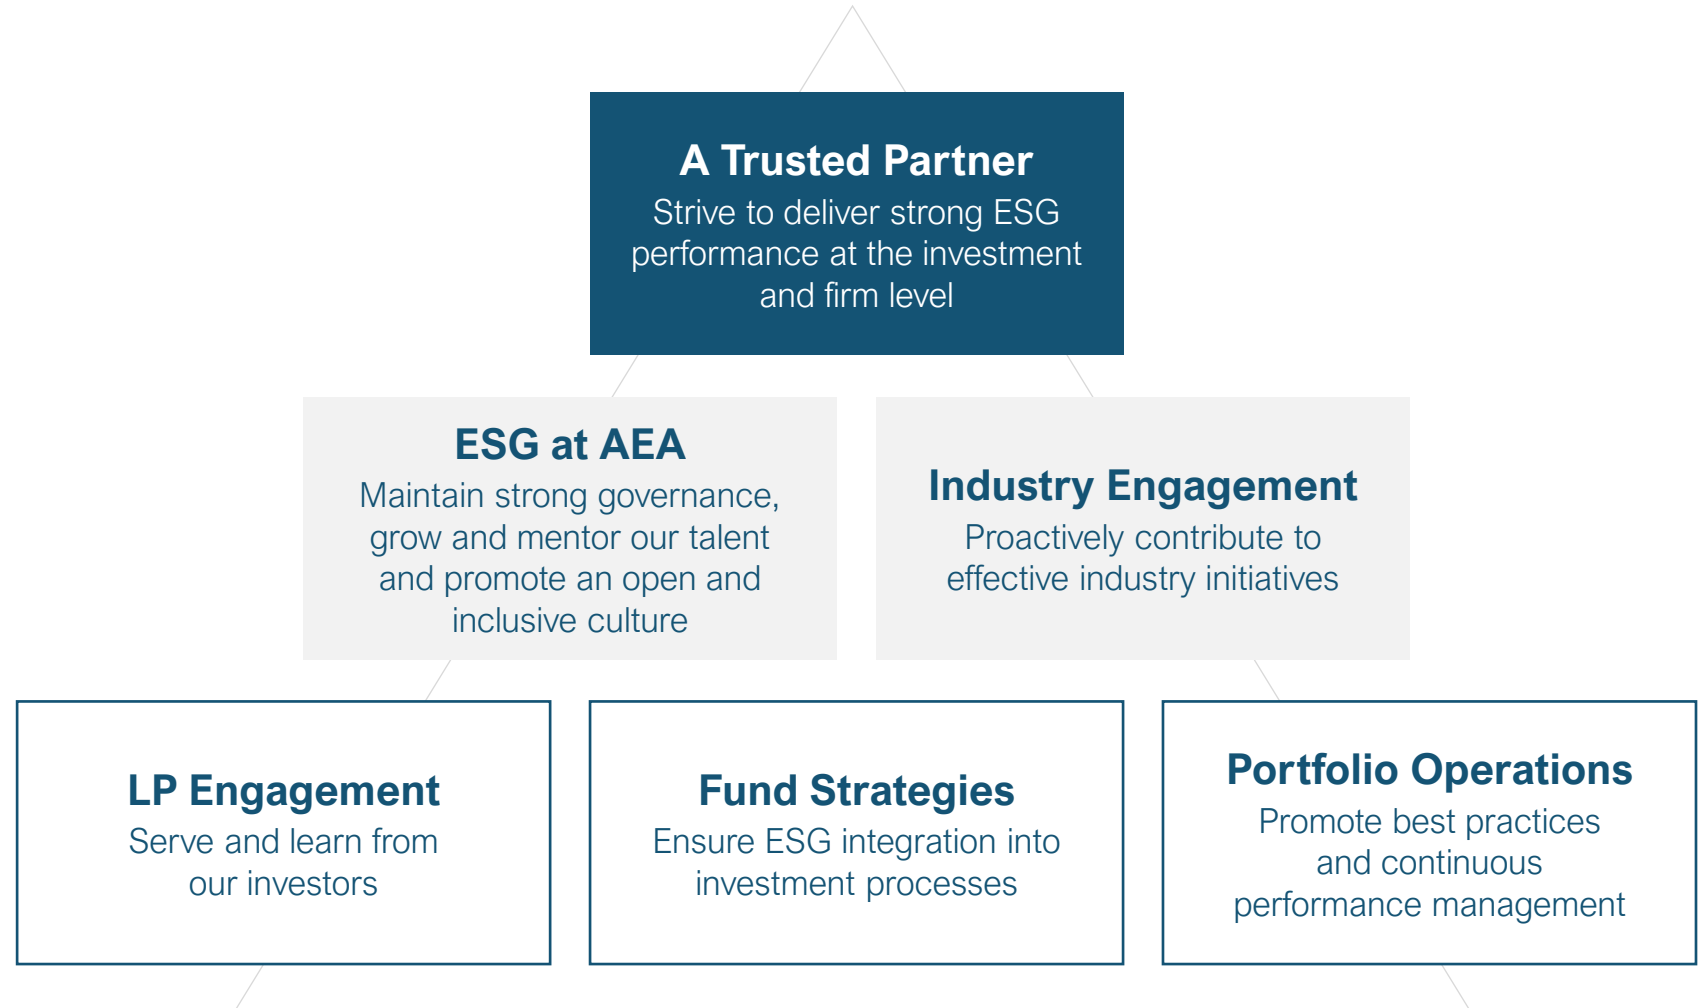 A Trusted Partner
Strive to deliver strong ESG
performance at the investment
and firm level
ESG at AEA
Maintain strong governance,
grow and mentor our talent
and promote an open and
inclusive culture
Industry Engagement
Proactively contribute to
effective industry initiatives
LP Engagement
Serve and learn from
our investors
Fund Strategies
Ensure ESG integration into
investment processes
Portfolio Operations
Promote best practices
and continuous
performance management